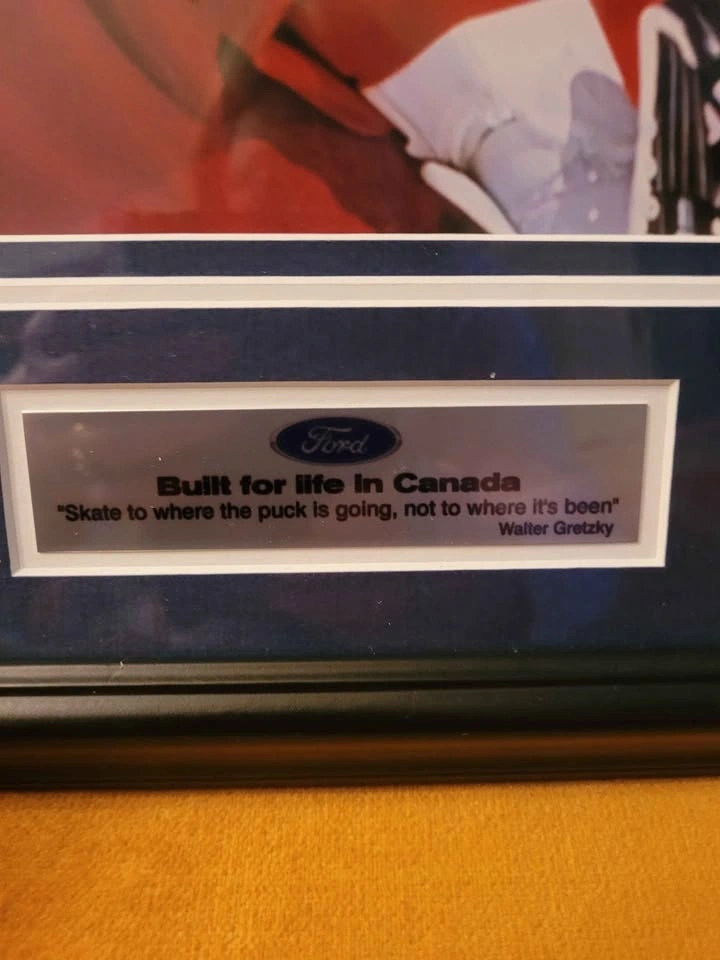 Ford
Built for life in Canada
"Skate to where the puck is going, not to where it's been"
Walter Gretzky